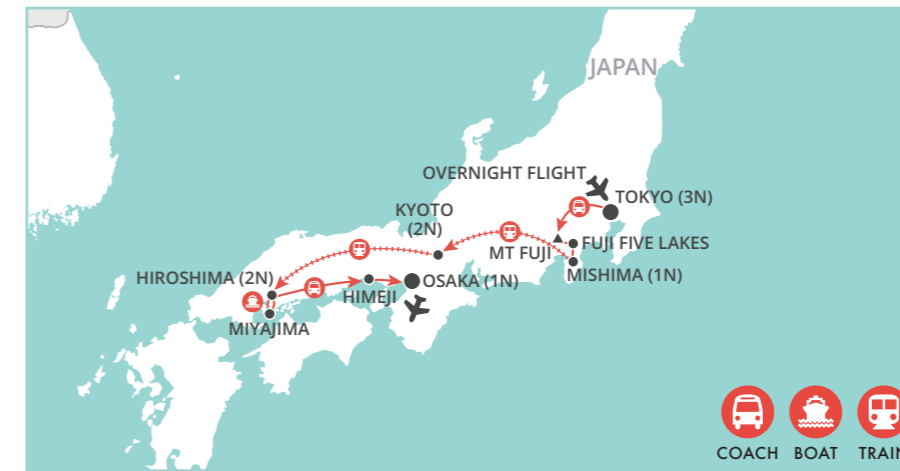 JAPAN
OVERNIGHT FLIGHT
TOKYO (3N)
KYOTO
(2N)
FUJI FIVE LAKES
MT FUJI
MISHIMA (1N)
HIROSHIMA (2N)
OSAKA (1N)
HIMEJI
MIYAJIMA
COACH BOAT TRAIN